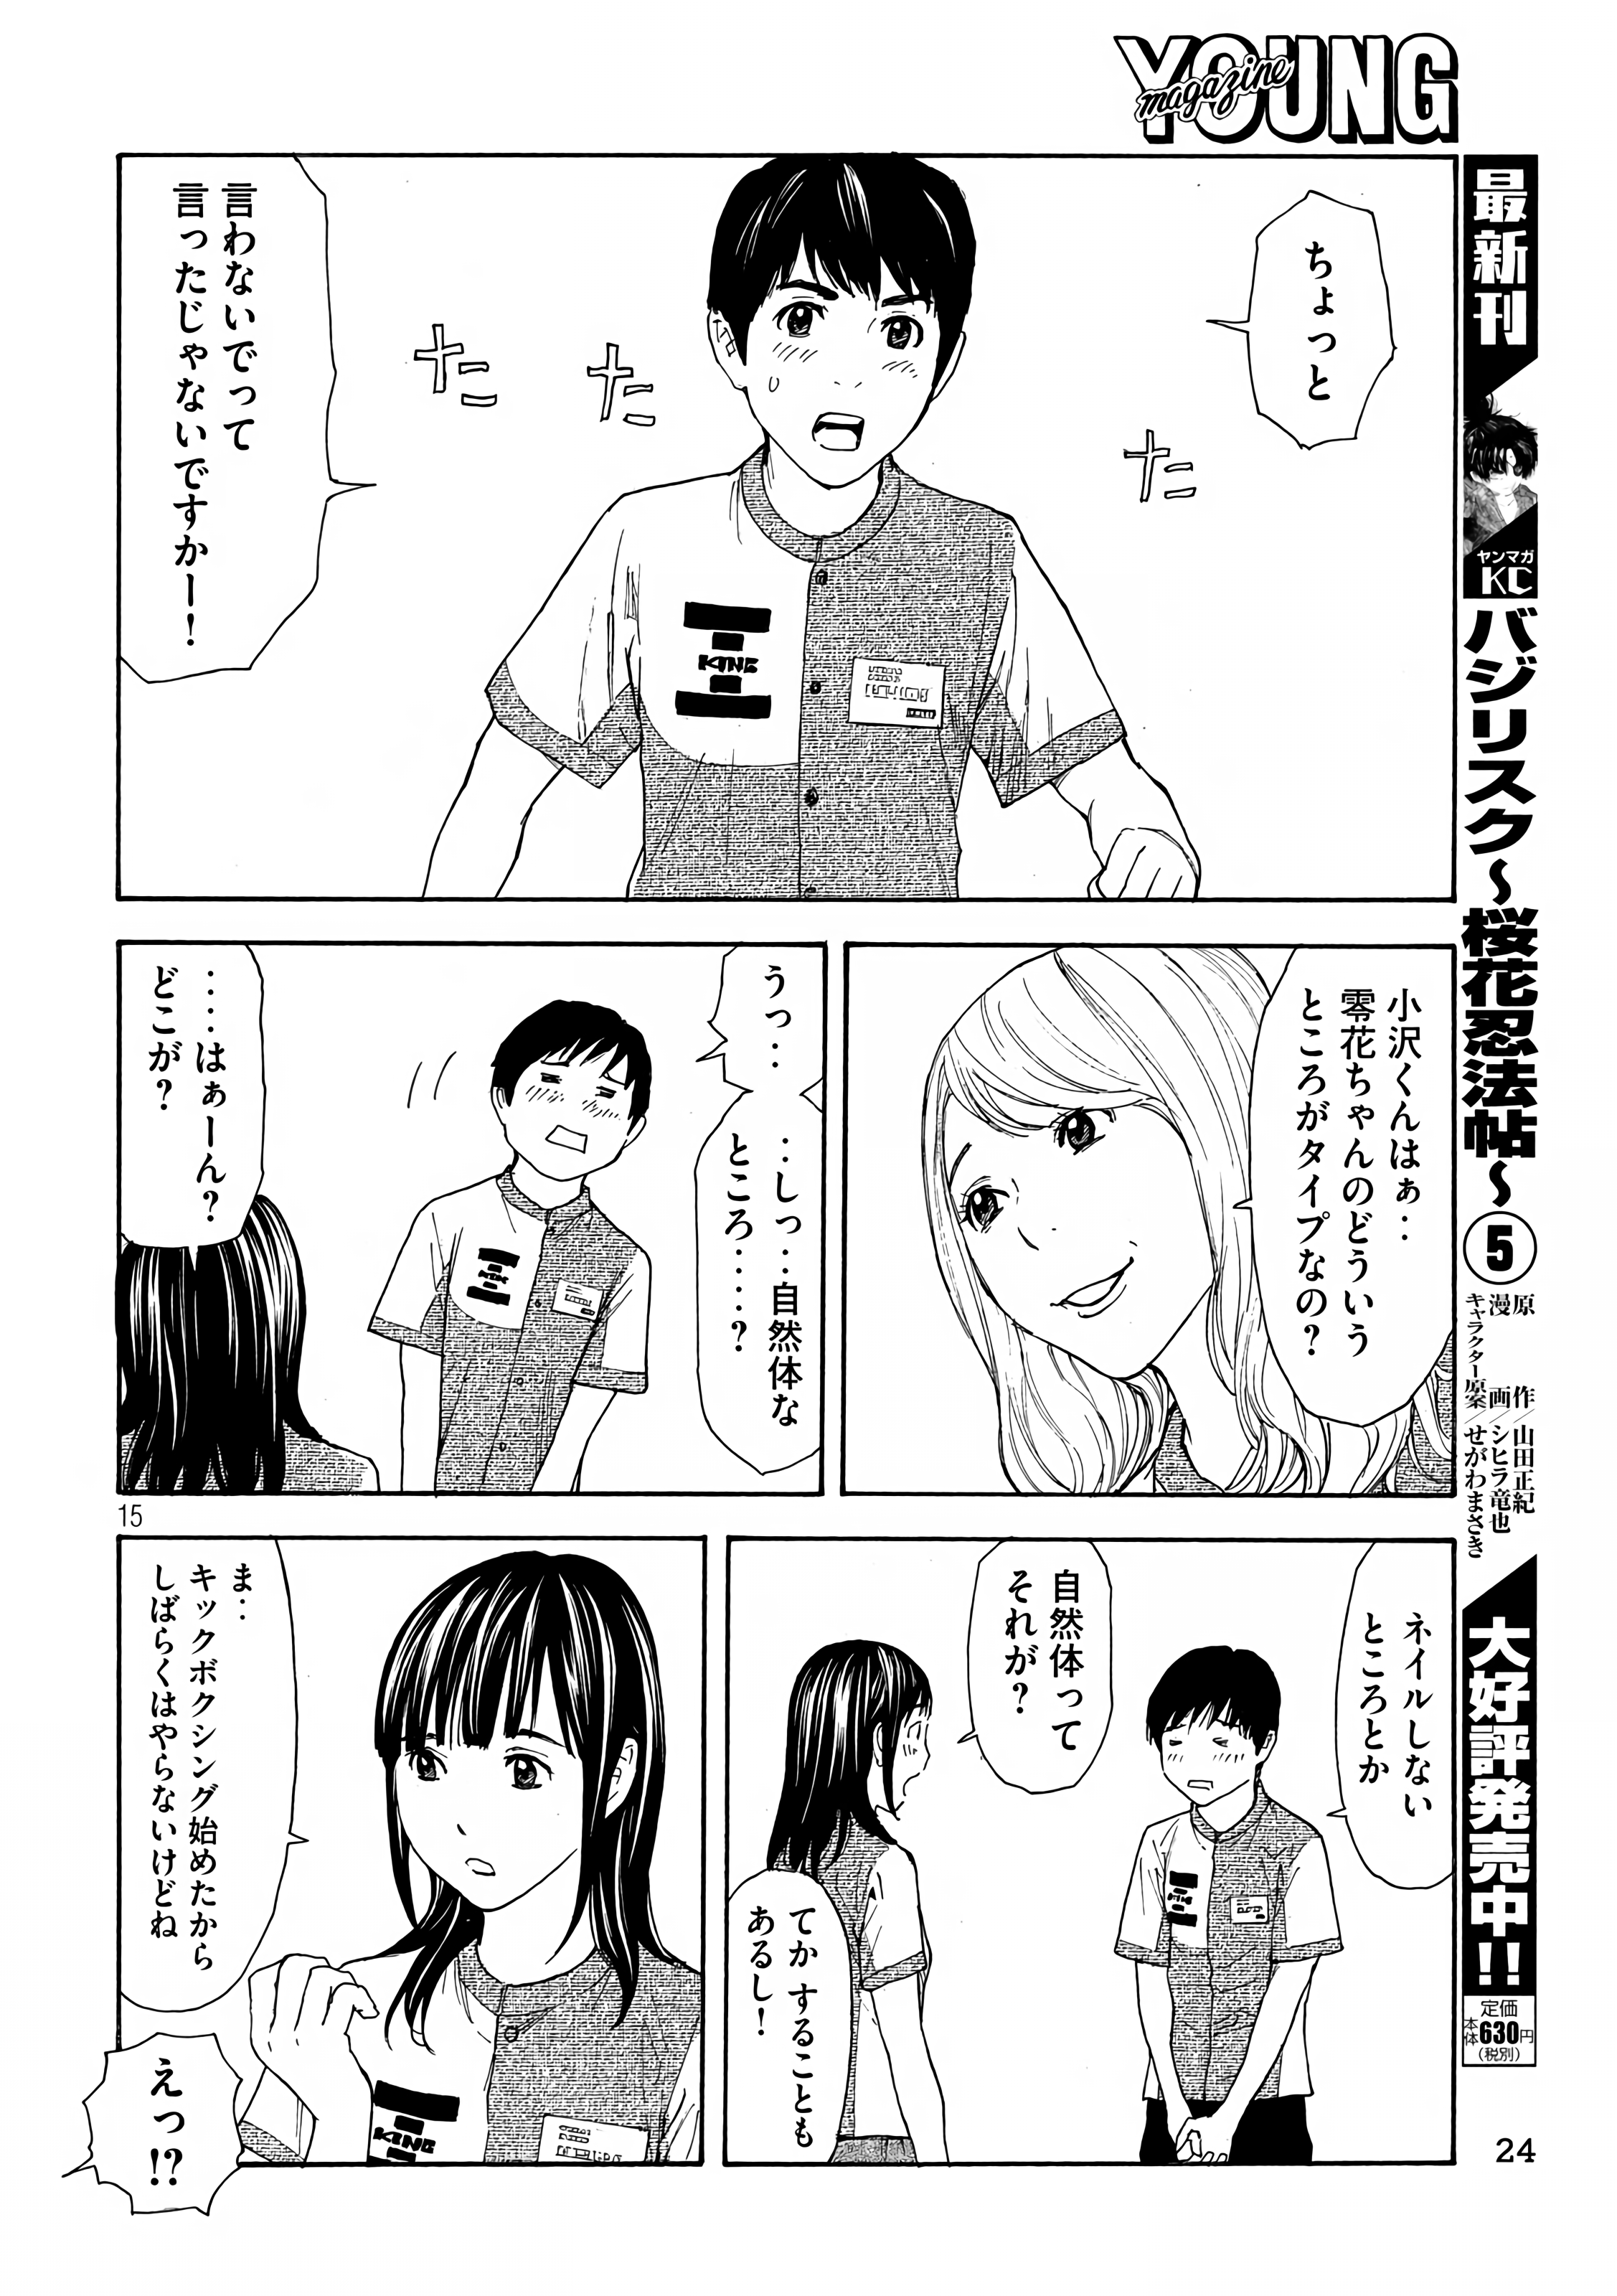 YOUNG
magazine
ちょっと
た
た
た
言わないでって
言ったじゃないですかー!
KING
小沢くんはぁ‥
零花ちゃんのどういう
ところがタイプなの?
うっ‥
‥しっ‥自然体な
ところ‥‥‥?
‥‥はぁーん?
どこが?
15
ネイルしない
ところとか
自然体って
それが?
てか することも
あるし!
ま‥
キックボクシング始めたから
しばらくはやらないけどね
KING
えっ!?
最新刊
ヤンマガ
KC
バジリスク〜桜花忍法帖〜⑤
原作/山田正紀
漫画/シヒラ竜也
キャラクター原案/せがわまさき
大好評発売中!!
定価
本体630円
(税別)
24